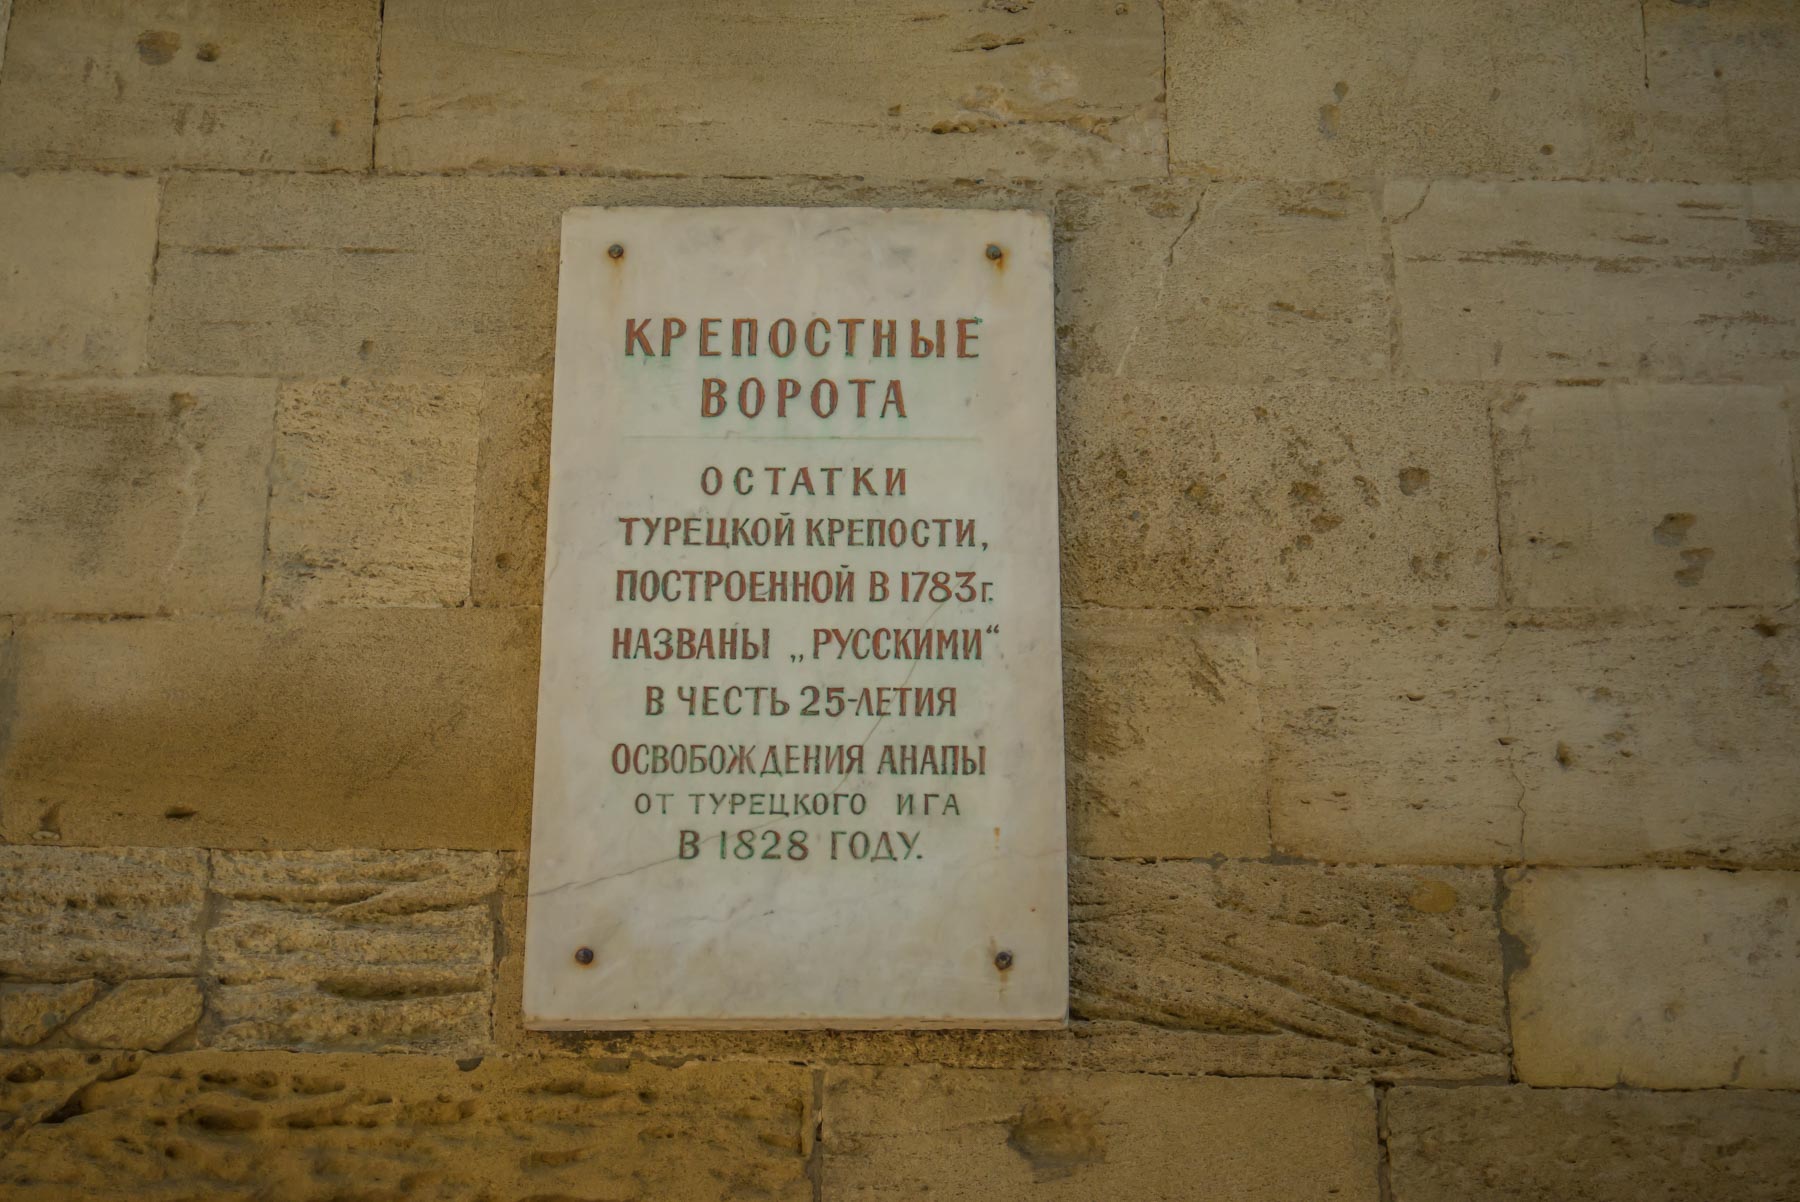 КРЕПОСТНЫЕ
ВОРОТА
ОСТАТКИ
ТУРЕЦКОЙ КРЕПОСТИ,
ПОСТРОЕННОЙ В 1783г.
НАЗВАНЫ „РУССКИМИ“
В ЧЕСТЬ 25-ЛЕТИЯ
ОСВОБОЖДЕНИЯ АНАПЫ
ОТ ТУРЕЦКОГО ИГА
В 1828 ГОДУ.